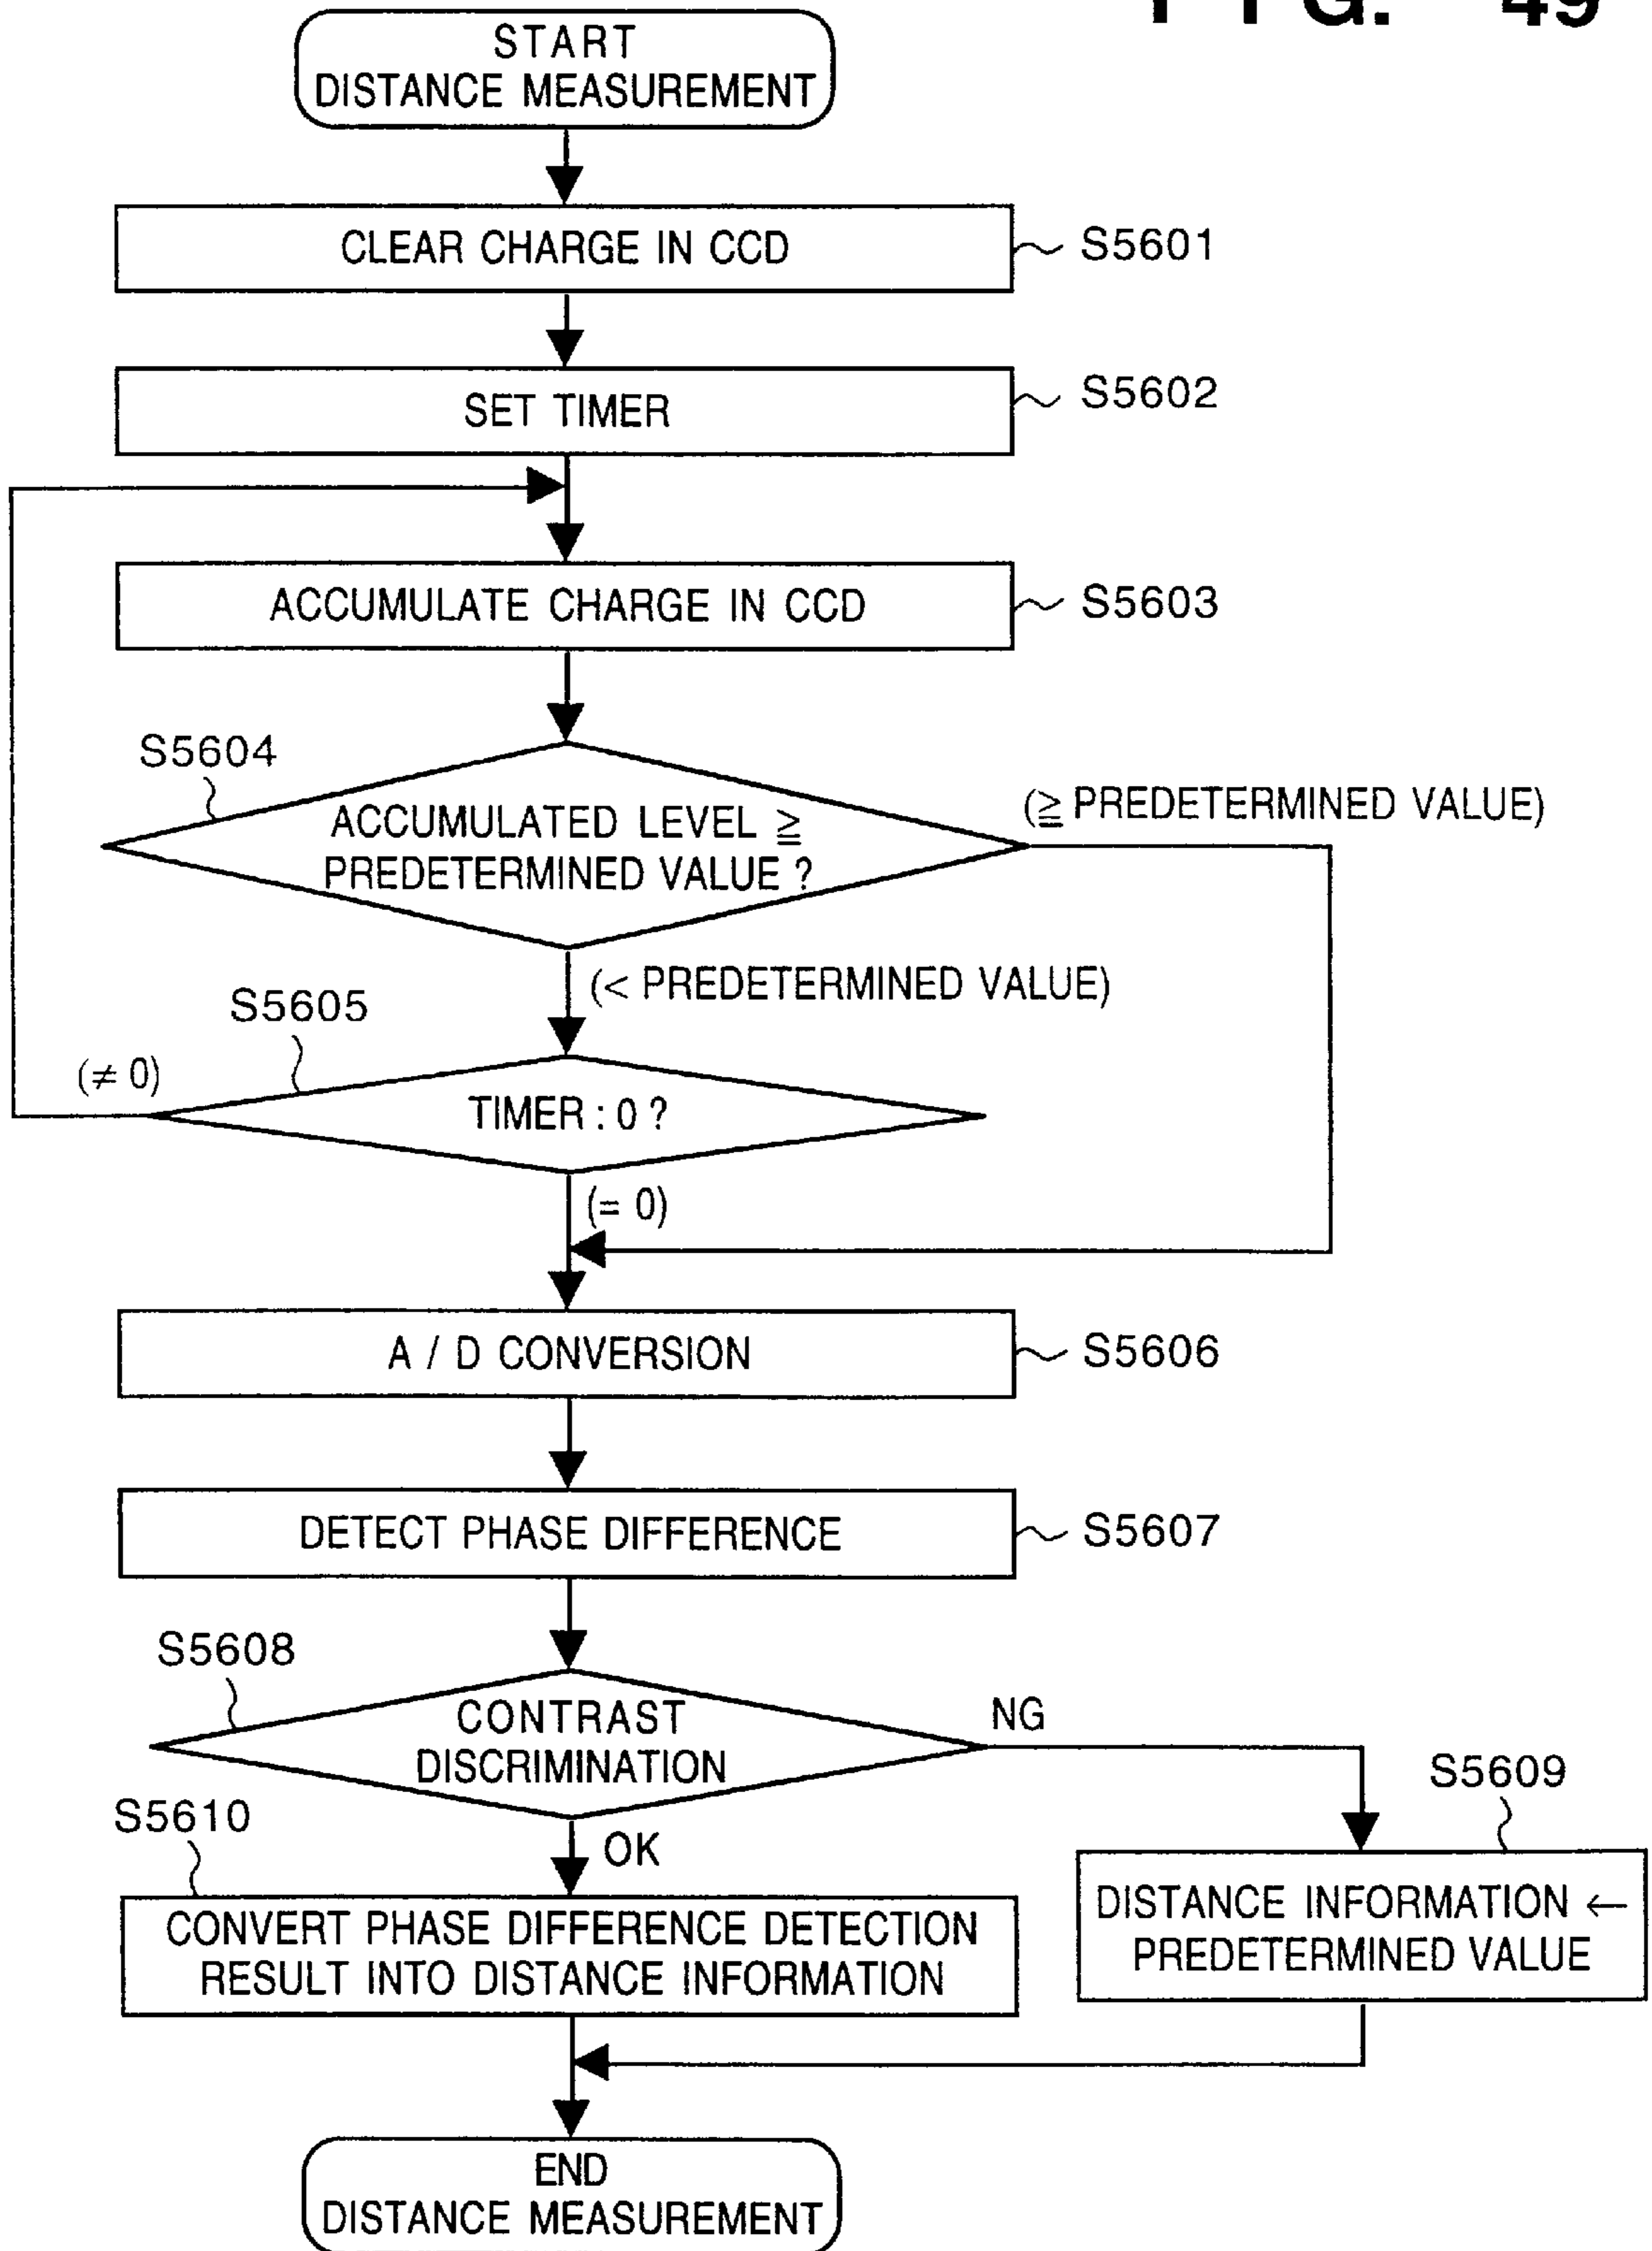 FIG. 49
START
DISTANCE MEASUREMENT
CLEAR CHARGE IN CCD
S5601
SET TIMER
S5602
ACCUMULATE CHARGE IN CCD
S5603
S5604
ACCUMULATED LEVEL ≧
PREDETERMINED VALUE ?
(≧ PREDETERMINED VALUE)
(< PREDETERMINED VALUE)
S5605
(≠ 0)
TIMER : 0 ?
(= 0)
A / D CONVERSION
S5606
DETECT PHASE DIFFERENCE
S5607
S5608
CONTRAST
DISCRIMINATION
NG
S5609
DISTANCE INFORMATION ←
PREDETERMINED VALUE
S5610
OK
CONVERT PHASE DIFFERENCE DETECTION
RESULT INTO DISTANCE INFORMATION
END
DISTANCE MEASUREMENT